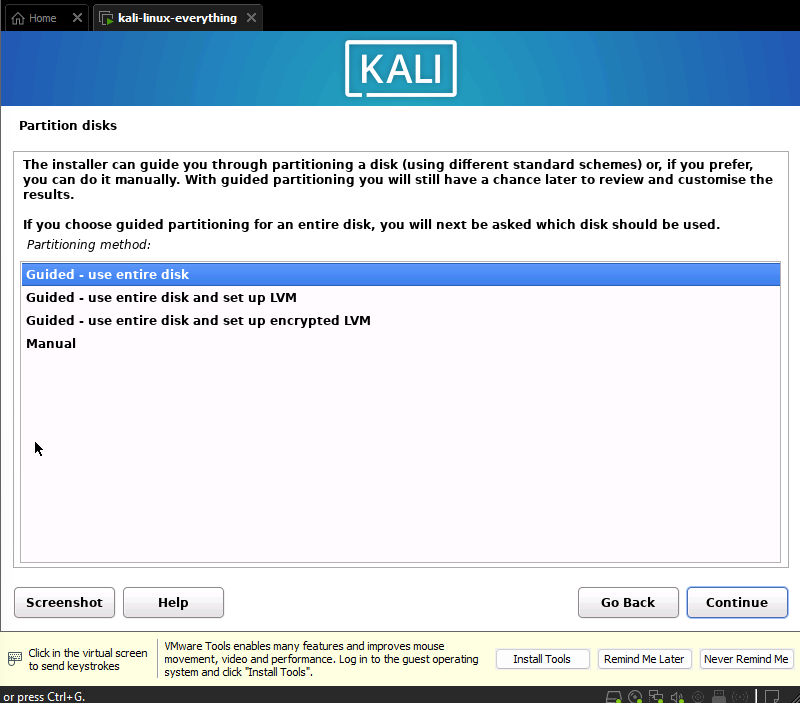 Home
kali-linux-everything
KALI
Partition disks
The installer can guide you through partitioning a disk (using different standard schemes) or, if you prefer,
you can do it manually. With guided partitioning you will still have a chance later to review and customise the
results.
If you choose guided partitioning for an entire disk, you will next be asked which disk should be used.
Partitioning method:
Guided - use entire disk
Guided - use entire disk and set up LVM
Guided - use entire disk and set up encrypted LVM
Manual
Screenshot
Help
Go Back
Continue
Click in the virtual screen
to send keystrokes
VMware Tools enables many features and improves mouse
movement, video and performance. Log in to the guest operating
system and click "Install Tools".
Install Tools
Remind Me Later
Never Remind Me
or press Ctrl+G.